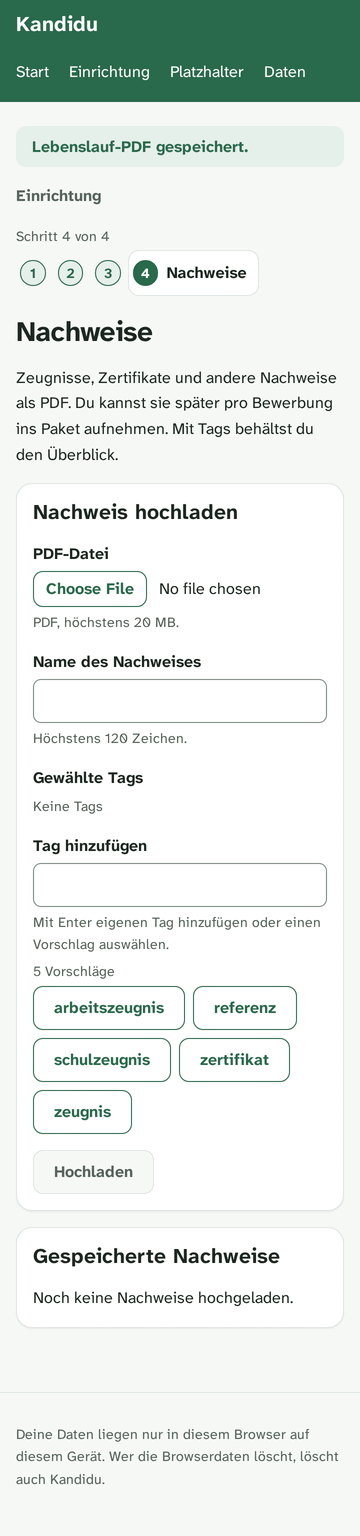 Kandidu
Start Einrichtung Platzhalter Daten
Lebenslauf-PDF gespeichert.
Einrichtung
Schritt 4 von 4
1 2 3 4 Nachweise
Nachweise
Zeugnisse, Zertifikate und andere Nachweise
als PDF. Du kannst sie später pro Bewerbung
ins Paket aufnehmen. Mit Tags behältst du
den Überblick.
Nachweis hochladen
PDF-Datei
Choose File No file chosen
PDF, höchstens 20 MB.
Name des Nachweises
Höchstens 120 Zeichen.
Gewählte Tags
Keine Tags
Tag hinzufügen
Mit Enter eigenen Tag hinzufügen oder einen
Vorschlag auswählen.
5 Vorschläge
arbeitszeugnis referenz
schulzeugnis zertifikat
zeugnis
Hochladen
Gespeicherte Nachweise
Noch keine Nachweise hochgeladen.
Deine Daten liegen nur in diesem Browser auf
diesem Gerät. Wer die Browserdaten löscht, löscht
auch Kandidu.